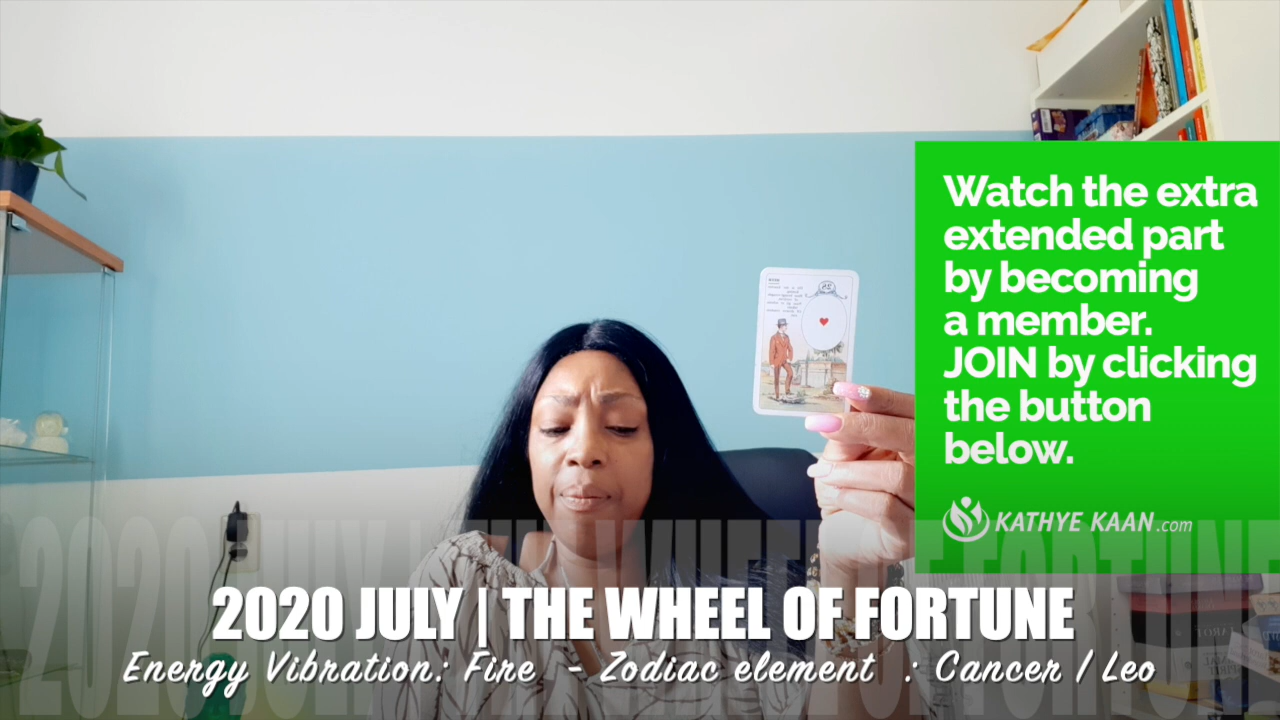 Watch the extra
extended part
by becoming
a member.
JOIN by clicking
the button
below.
KATHYE KAAN.com
2020 JULY | THE WHEEL OF FORTUNE
Energy Vibration: Fire - Zodiac element : Cancer / Leo